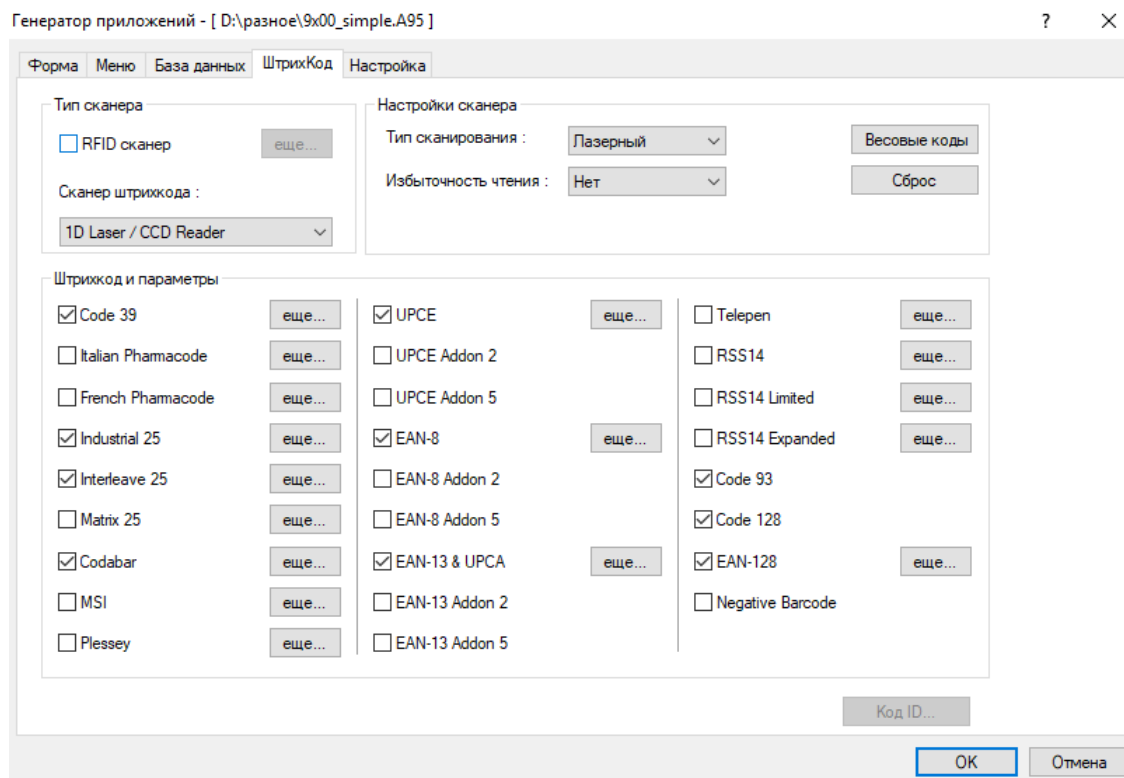 Генератор приложений - [ D:\разное\9x00_simple.A95 ]
?
Форма Меню База данных ШтрихКод Настройка
Тип сканера
RFID сканер еще...
Сканер штрихкода :
1D Laser / CCD Reader
Настройки сканера
Тип сканирования : Лазерный Весовые коды
Избыточность чтения : Нет Сброс
Штрихкод и параметры
Code 39 еще...
Italian Pharmacode еще...
French Pharmacode еще...
Industrial 25 еще...
Interleave 25 еще...
Matrix 25 еще...
Codabar еще...
MSI еще...
Plessey еще...
UPCE еще...
UPCE Addon 2
UPCE Addon 5
EAN-8 еще...
EAN-8 Addon 2
EAN-8 Addon 5
EAN-13 & UPCA еще...
EAN-13 Addon 2
EAN-13 Addon 5
Telepen еще...
RSS14 еще...
RSS14 Limited еще...
RSS14 Expanded еще...
Code 93
Code 128
EAN-128 еще...
Negative Barcode
Код ID...
OK Отмена